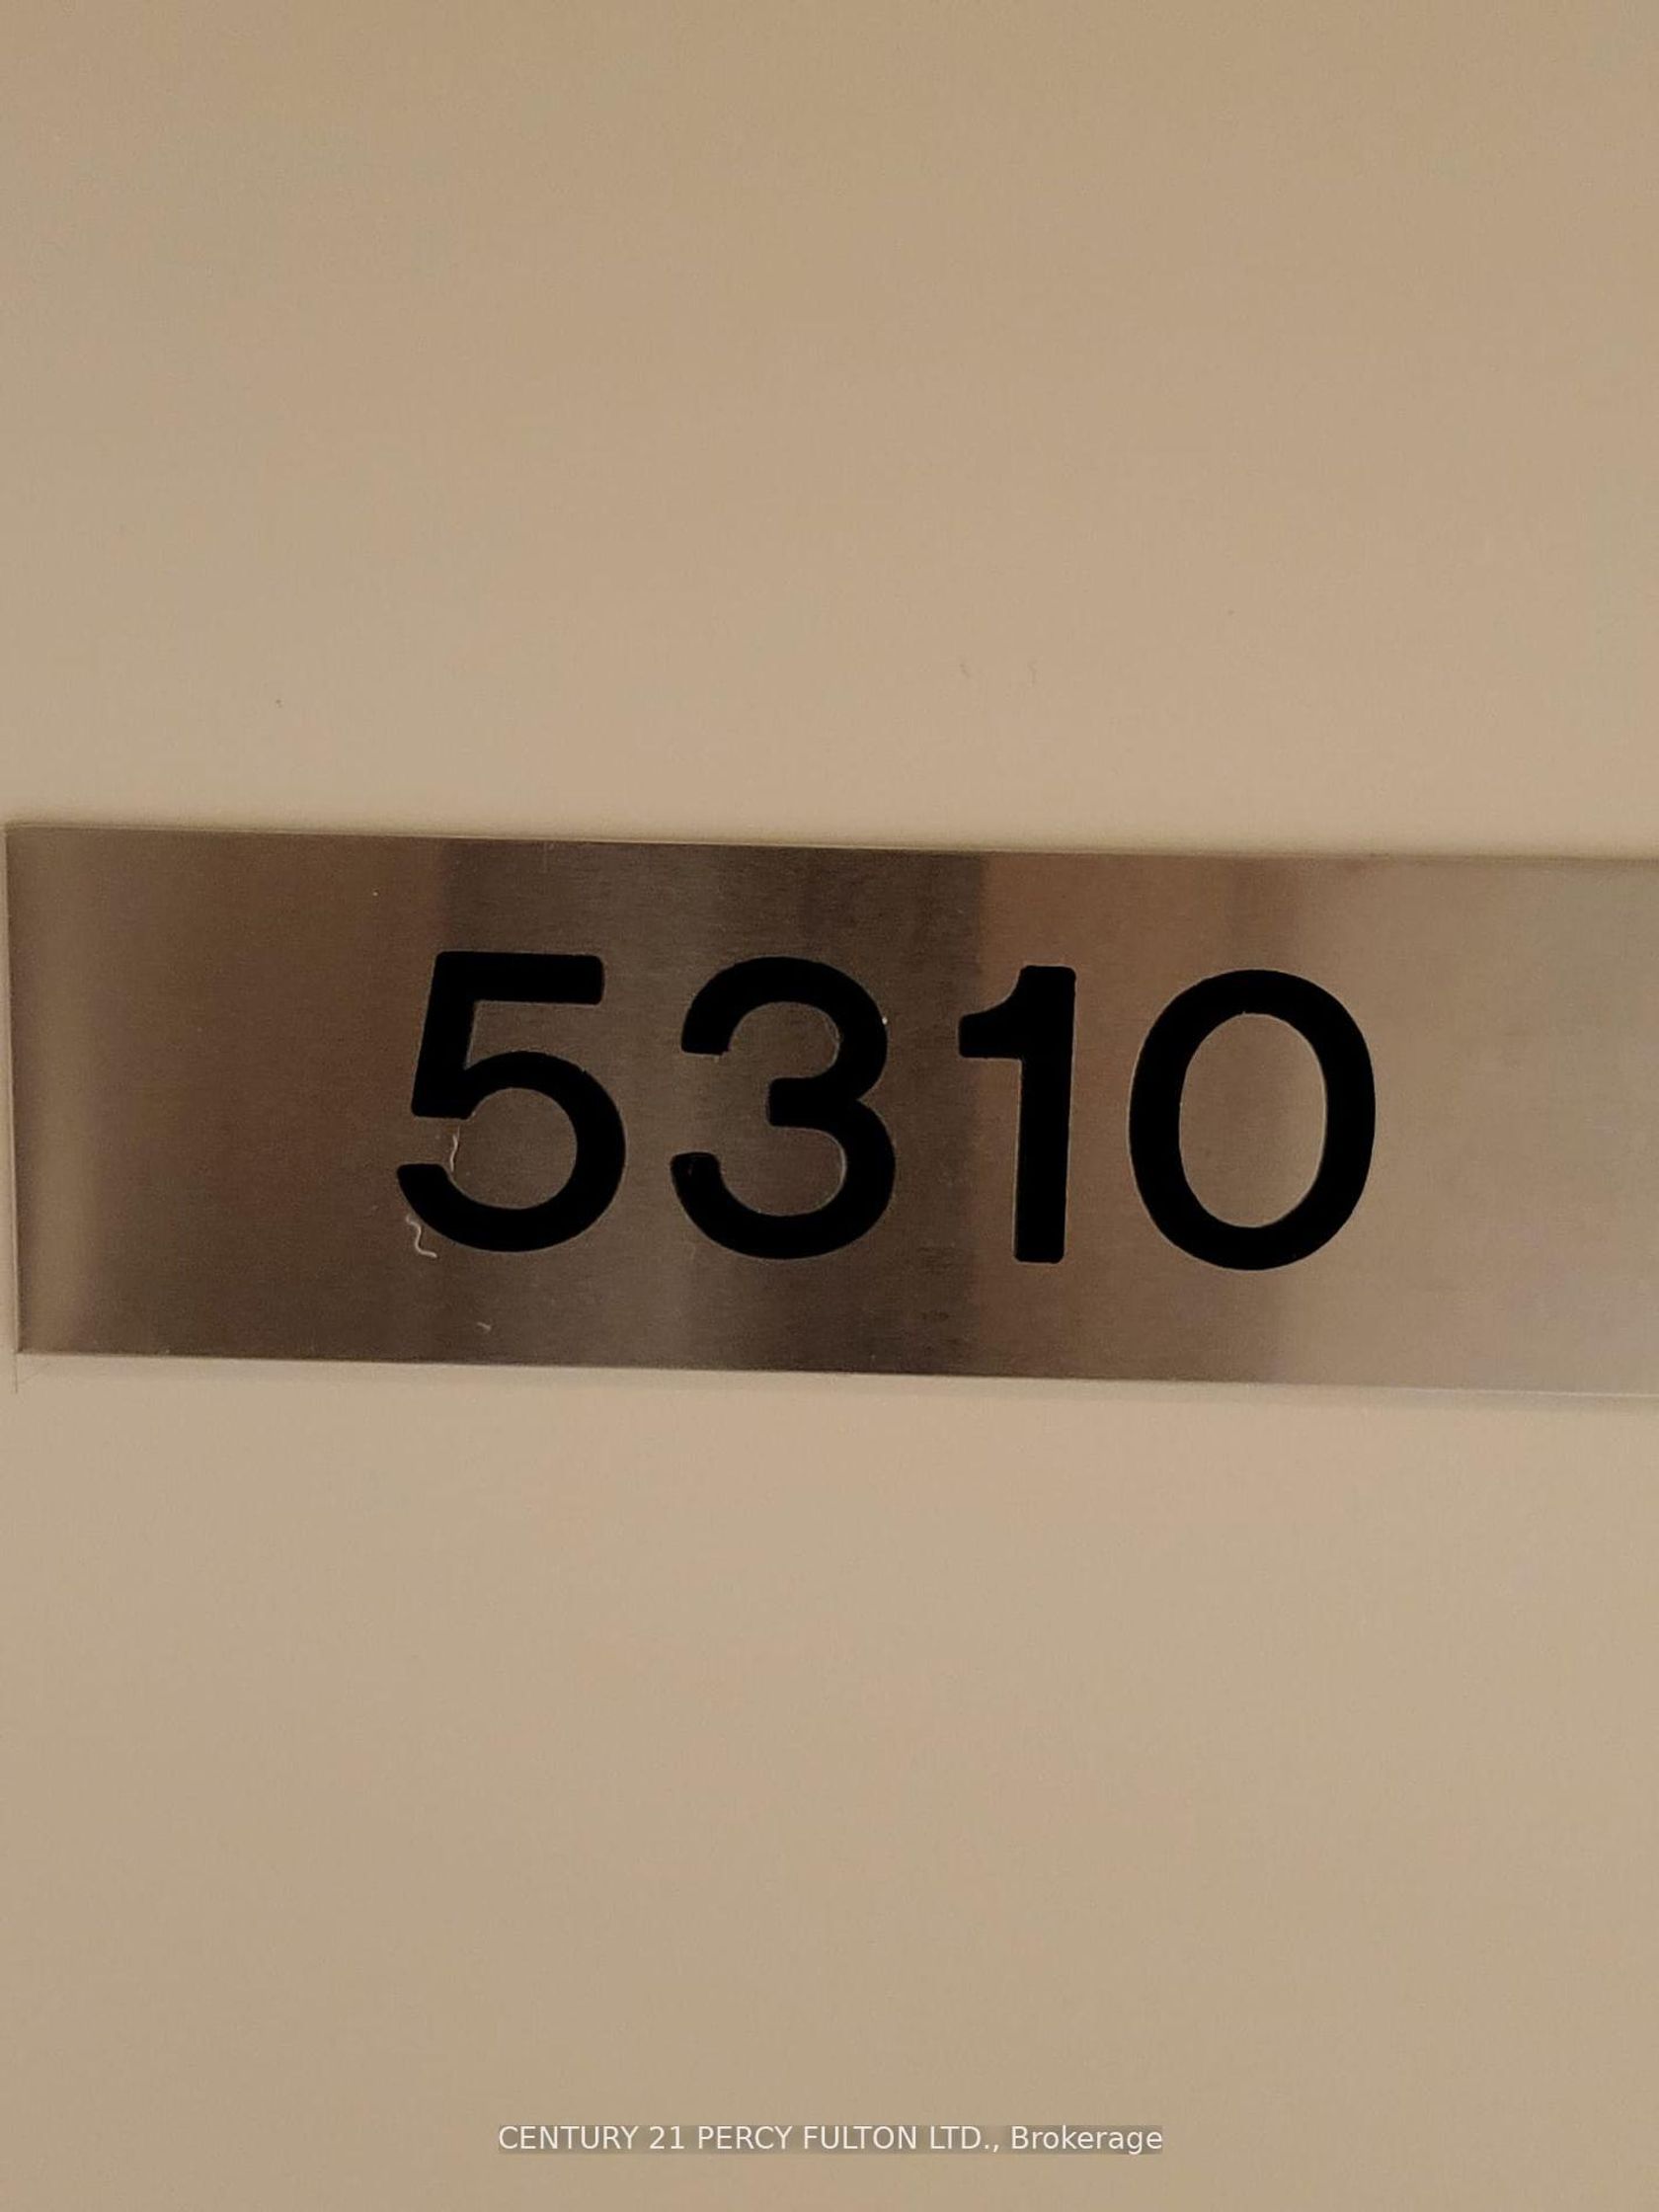 5310
CENTURY 21 PERCY FULTON LTD., Brokerage